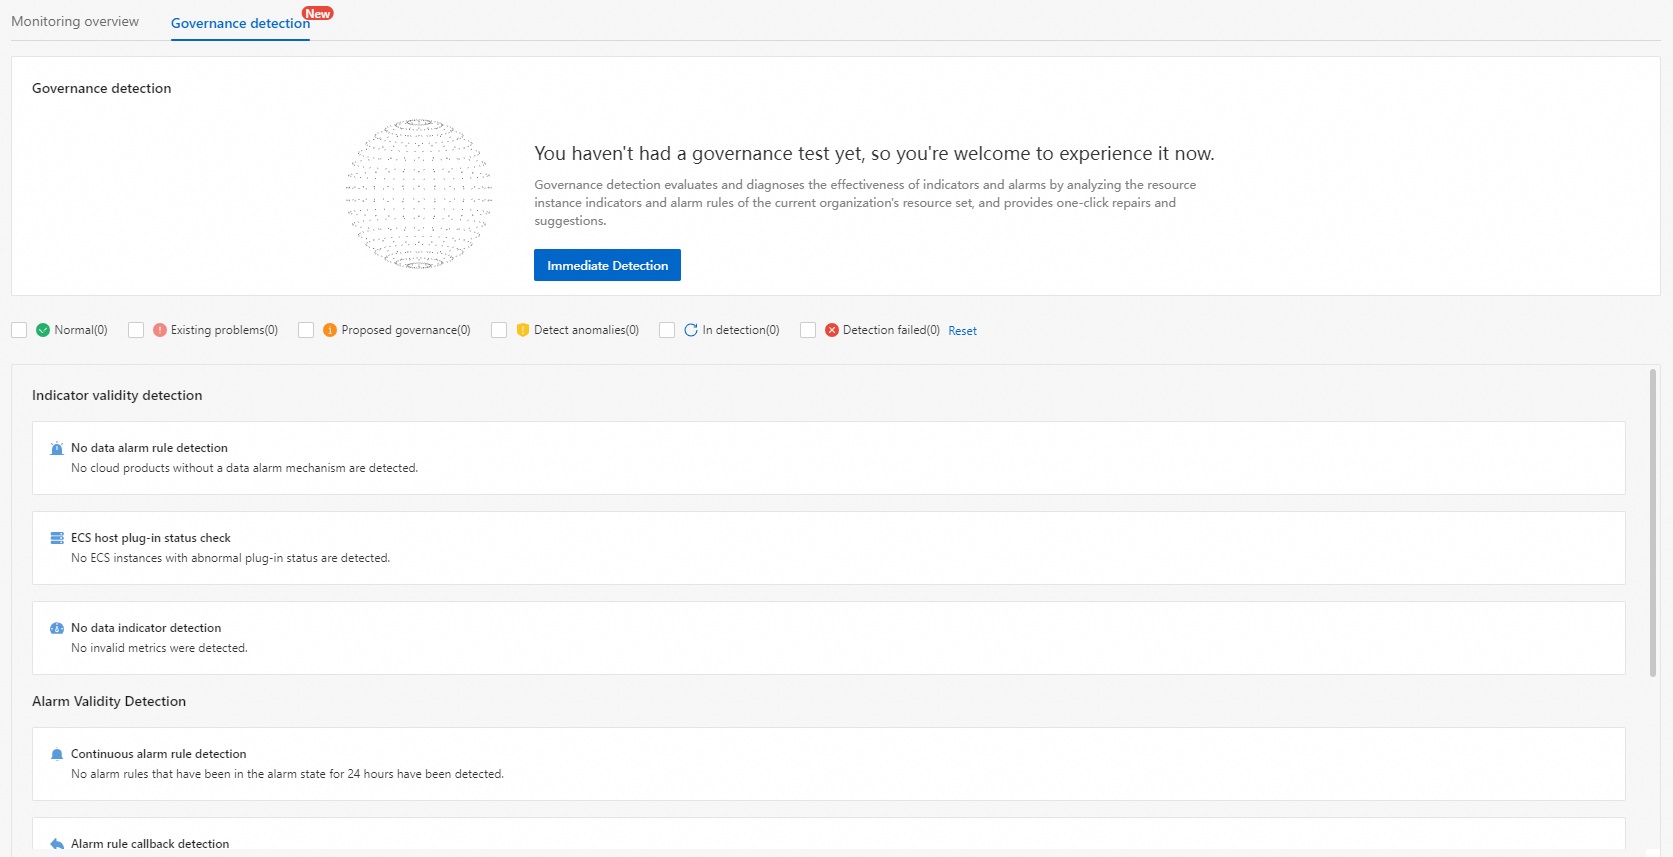 Monitoring overview
Governance detection
New
Governance detection
You haven't had a governance test yet, so you're welcome to experience it now.
Governance detection evaluates and diagnoses the effectiveness of indicators and alarms by analyzing the resource
instance indicators and alarm rules of the current organization's resource set, and provides one-click repairs and
suggestions.
Immediate Detection
Normal(0) Existing problems(0) Proposed governance(0) Detect anomalies(0) In detection(0) Detection failed(0) Reset
Indicator validity detection
No data alarm rule detection
No cloud products without a data alarm mechanism are detected.
ECS host plug-in status check
No ECS instances with abnormal plug-in status are detected.
No data indicator detection
No invalid metrics were detected.
Alarm Validity Detection
Continuous alarm rule detection
No alarm rules that have been in the alarm state for 24 hours have been detected.
Alarm rule callback detection